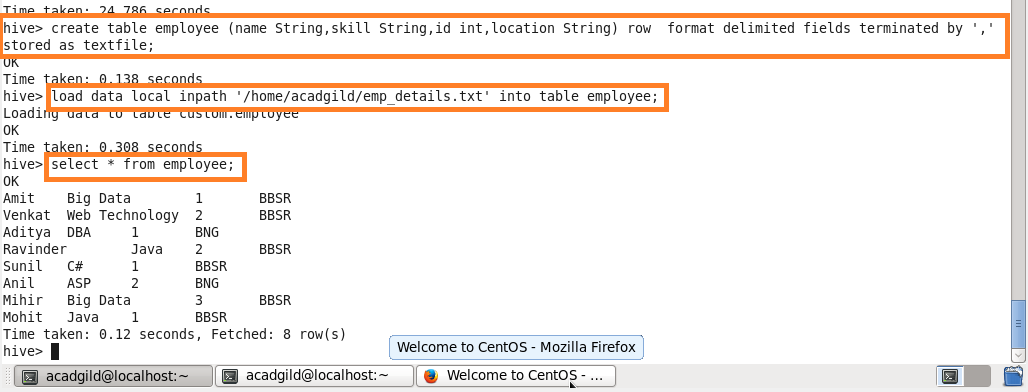 Time taken: 24.786 seconds
hive> create table employee (name String,skill String,id int,location String) row  format delimited fields terminated by ','
stored as textfile;
OK
Time taken: 0.138 seconds
hive> load data local inpath '/home/acadgild/emp_details.txt' into table employee;
Loading data to table custom.employee
OK
Time taken: 0.308 seconds
hive> select * from employee;
OK
Amit    Big Data        1       BBSR
Venkat  Web Technology  2       BBSR
Aditya  DBA     1       BNG
Ravinder        Java    2       BBSR
Sunil   C#      1       BBSR
Anil    ASP     2       BNG
Mihir   Big Data        3       BBSR
Mohit   Java    1       BBSR
Time taken: 0.12 seconds, Fetched: 8 row(s)
hive>
Welcome to CentOS - Mozilla Firefox
acadgild@localhost:~ acadgild@localhost:~ Welcome to CentOS - ...